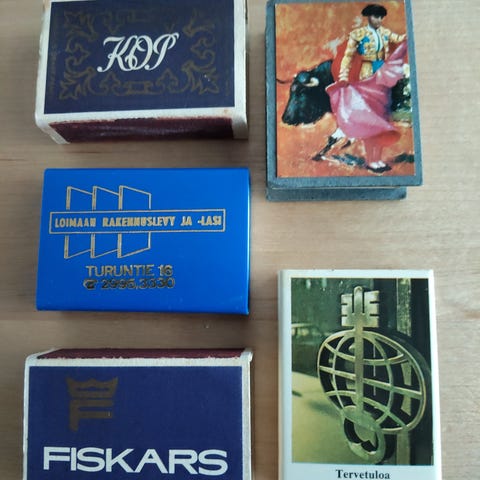 KOP
LOIMAAN RAKENNUSLEVY JA -LASI
TURUNTIE 16
☎ 2995,3330
F
FISKARS
Tervetuloa